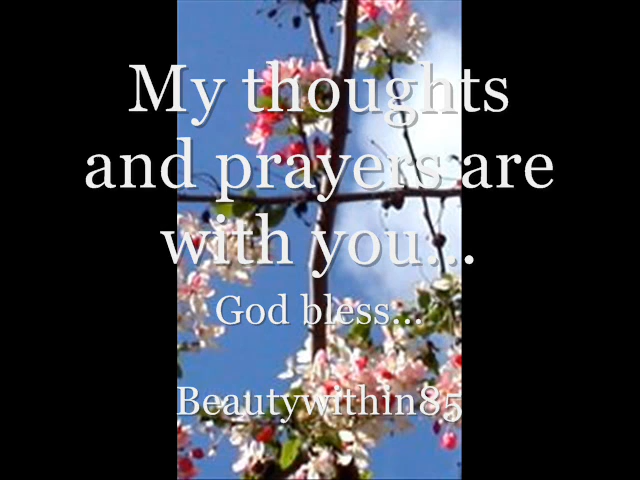 My thoughts
and prayers are
with you...
God bless...
Beautywithin85